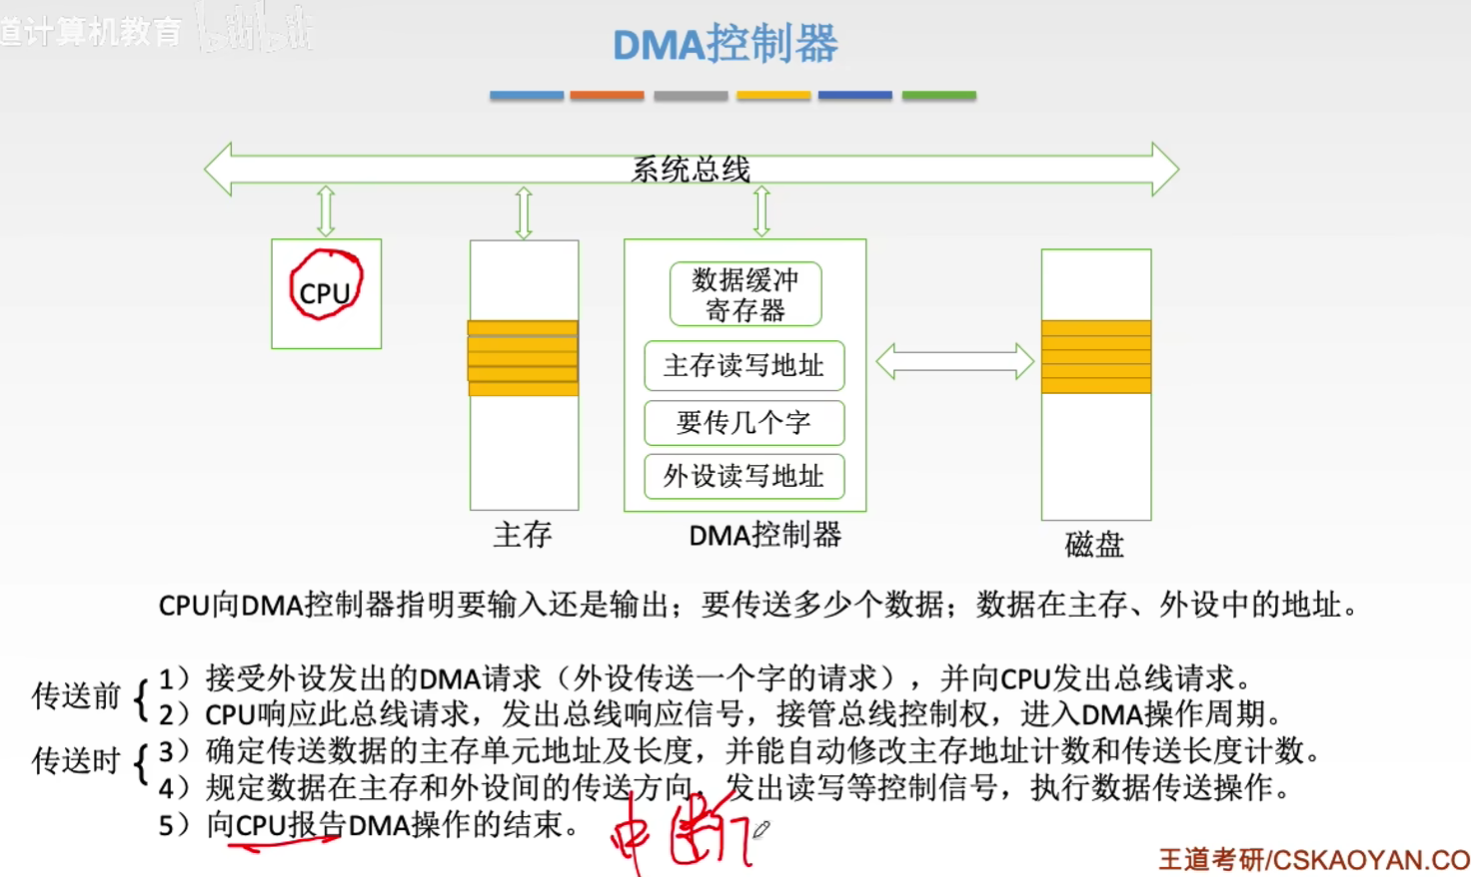 道计算机教育 bilibili
DMA控制器
系统总线
CPU
数据缓冲
寄存器
主存读写地址
要传几个字
外设读写地址
主存
DMA控制器
磁盘
CPU向DMA控制器指明要输入还是输出；要传送多少个数据；数据在主存、外设中的地址。
传送前
1）接受外设发出的DMA请求（外设传送一个字的请求），并向CPU发出总线请求。
2）CPU响应此总线请求，发出总线响应信号，接管总线控制权，进入DMA操作周期。
传送时
3）确定传送数据的主存单元地址及长度，并能自动修改主存地址计数和传送长度计数。
4）规定数据在主存和外设间的传送方向，发出读写等控制信号，执行数据传送操作。
5）向CPU报告DMA操作的结束。
中断
王道考研/CSKAOYAN.CO